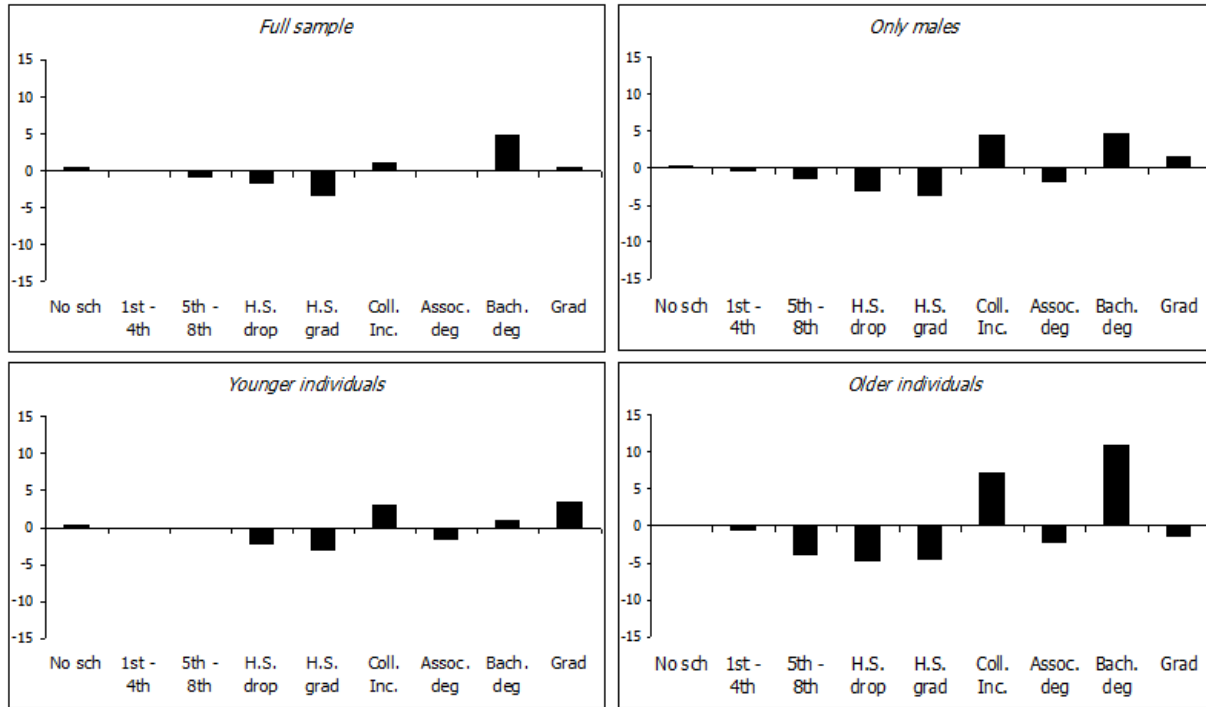 Full sample
15
10
5
0
-5
-10
-15
No sch 1st - 5th - H.S. H.S. Coll. Assoc. Bach. Grad
4th 8th drop grad Inc. deg deg
Only males
15
10
5
0
-5
-10
-15
No sch 1st - 5th - H.S. H.S. Coll. Assoc. Bach. Grad
4th 8th drop grad Inc. deg deg
Younger individuals
15
10
5
0
-5
-10
-15
No sch 1st - 5th - H.S. H.S. Coll. Assoc. Bach. Grad
4th 8th drop grad Inc. deg deg
Older individuals
15
10
5
0
-5
-10
-15
No sch 1st - 5th - H.S. H.S. Coll. Assoc. Bach. Grad
4th 8th drop grad Inc. deg deg